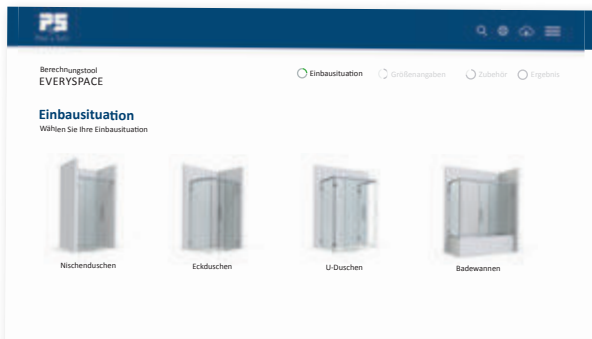 PS
Berechnungstool
EVERYSPACE
Einbausituation
Größenangaben
Zubehör
Ergebnis
Einbausituation
Wählen Sie Ihre Einbausituation
Nischenduschen
Eckduschen
U-Duschen
Badewannen